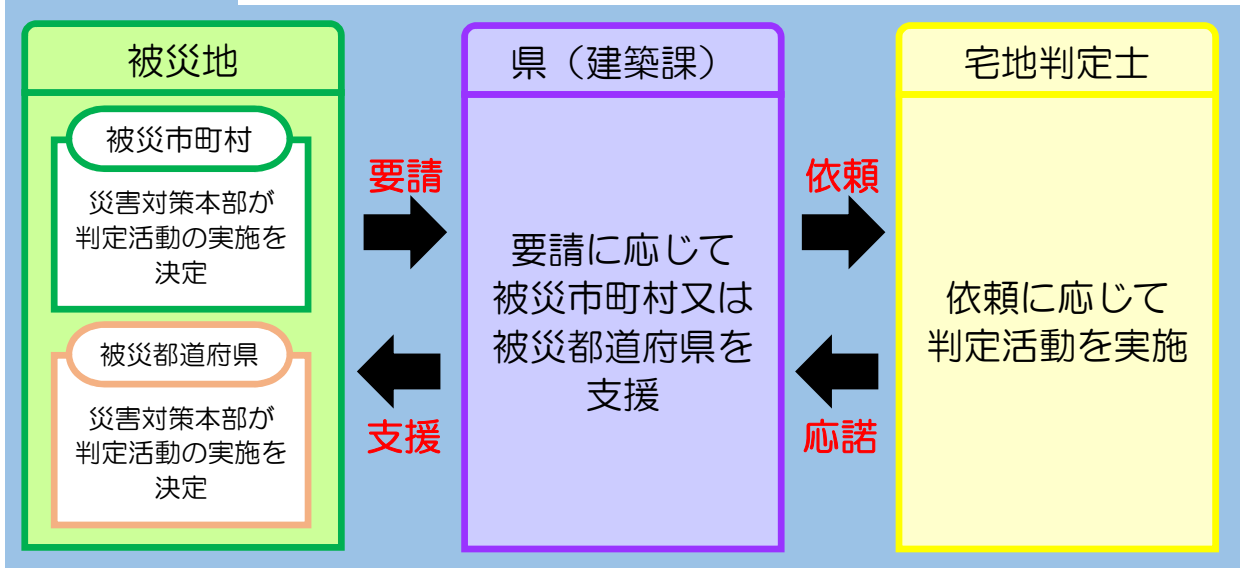 被災地
被災市町村
災害対策本部が
判定活動の実施を
決定
被災都道府県
災害対策本部が
判定活動の実施を
決定
要請
支援
県（建築課）
要請に応じて
被災市町村又は
被災都道府県を
支援
依頼
応諾
宅地判定士
依頼に応じて
判定活動を実施